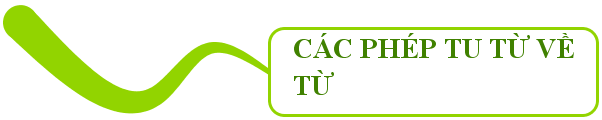 CÁC PHÉP TU TỪ VỀ
TỪ